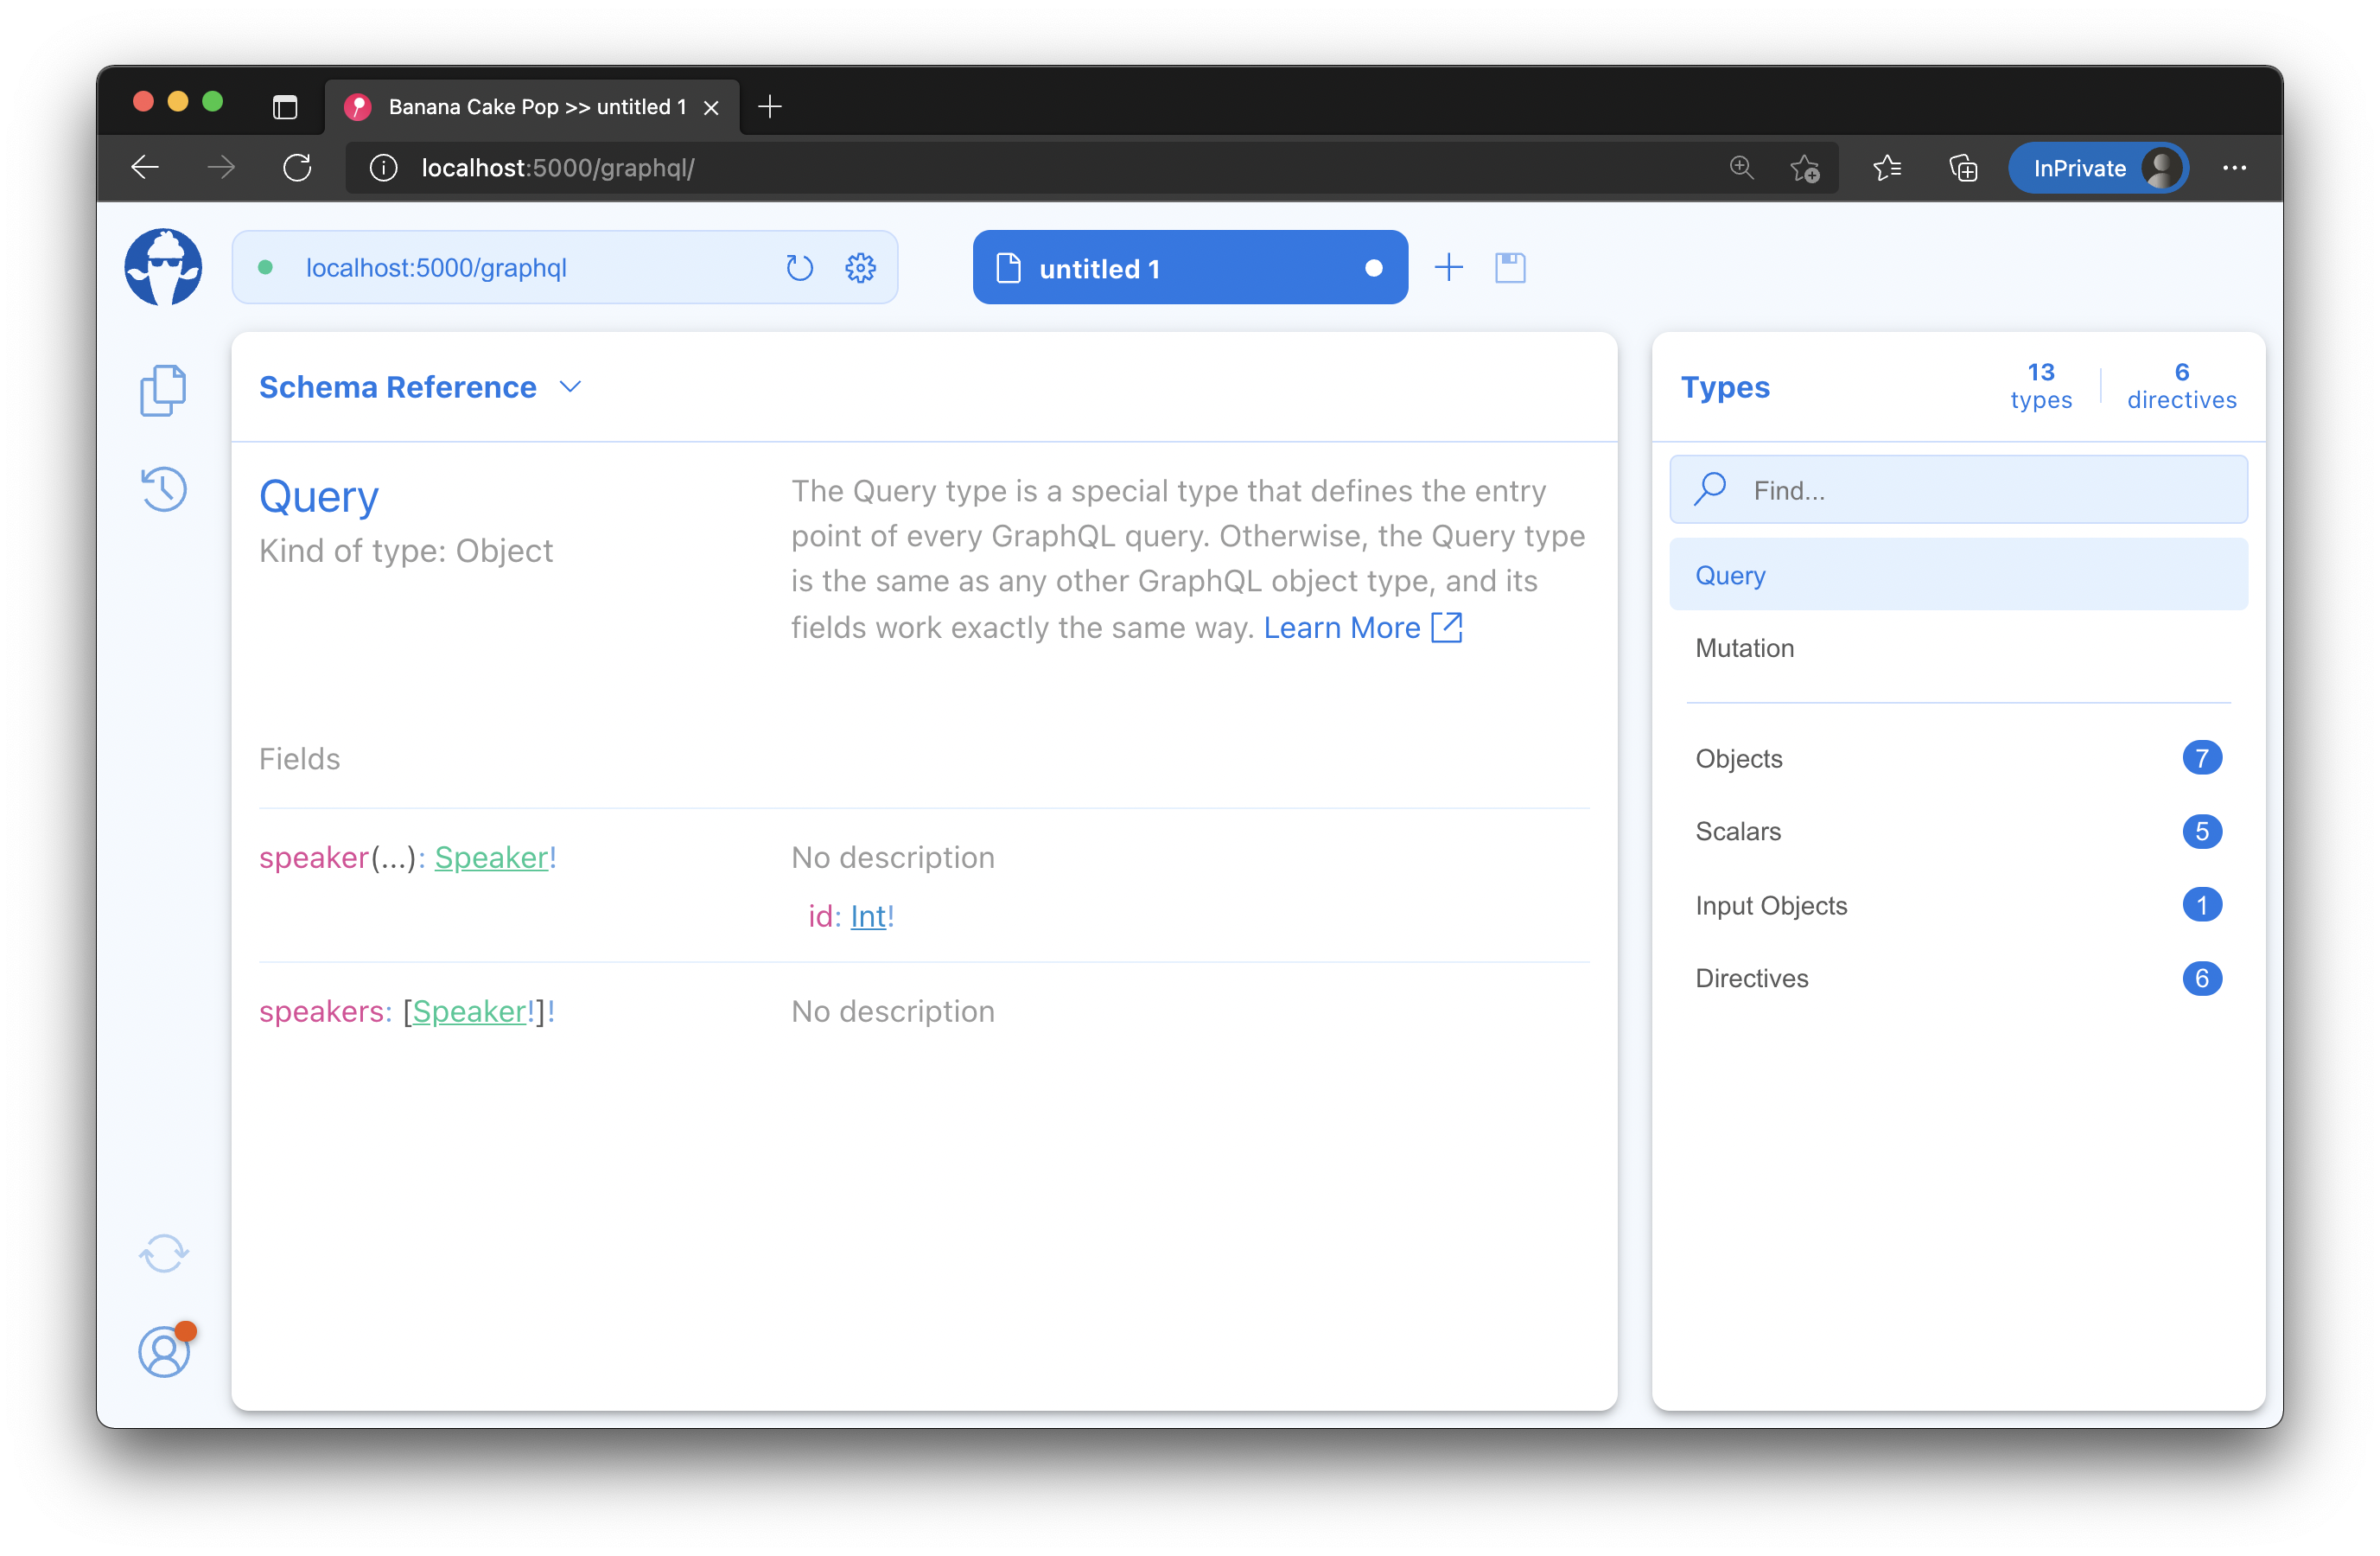 Banana Cake Pop >> untitled 1
localhost:5000/graphql/
InPrivate
localhost:5000/graphql
untitled 1
Schema Reference
Query
Kind of type: Object
The Query type is a special type that defines the entry
point of every GraphQL query. Otherwise, the Query type
is the same as any other GraphQL object type, and its
fields work exactly the same way. Learn More
Fields
speaker(...): Speaker!
No description
id: Int!
speakers: [Speaker!]!
No description
Types
13
types
6
directives
Find...
Query
Mutation
Objects 7
Scalars 5
Input Objects 1
Directives 6